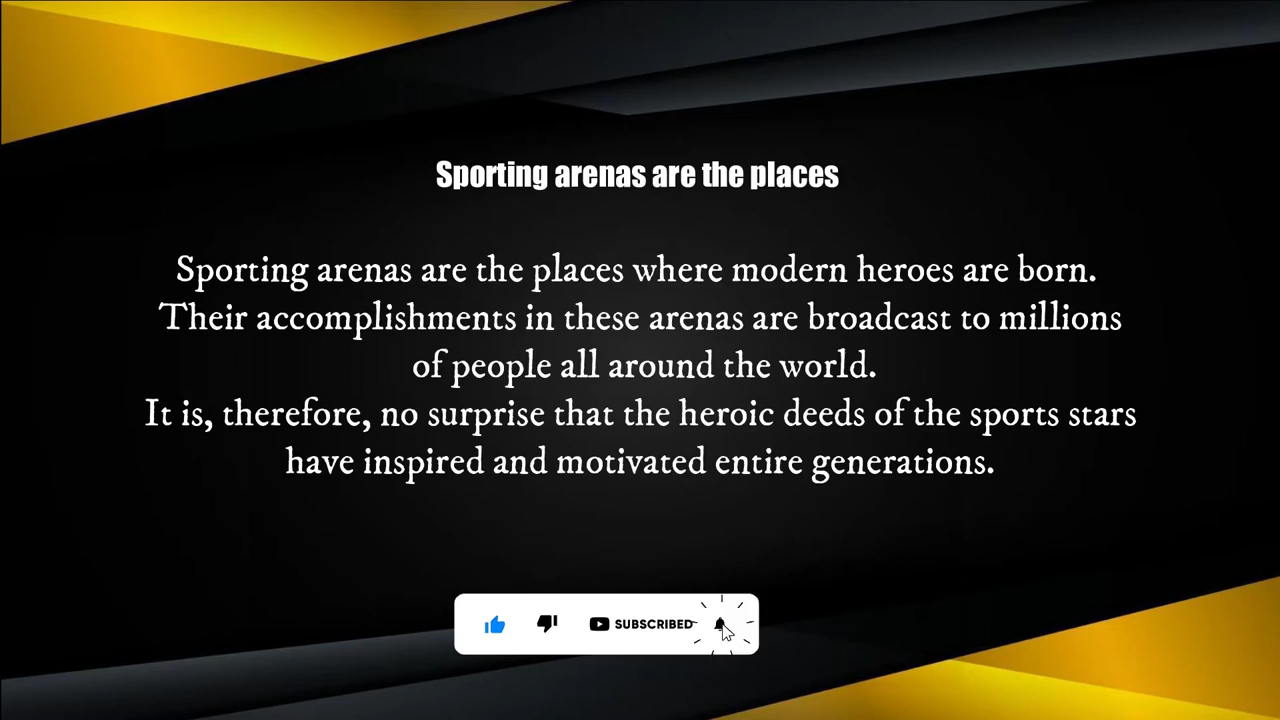 Sporting arenas are the places
Sporting arenas are the places where modern heroes are born.
Their accomplishments in these arenas are broadcast to millions
of people all around the world.
It is, therefore, no surprise that the heroic deeds of the sports stars
have inspired and motivated entire generations.
SUBSCRIBED